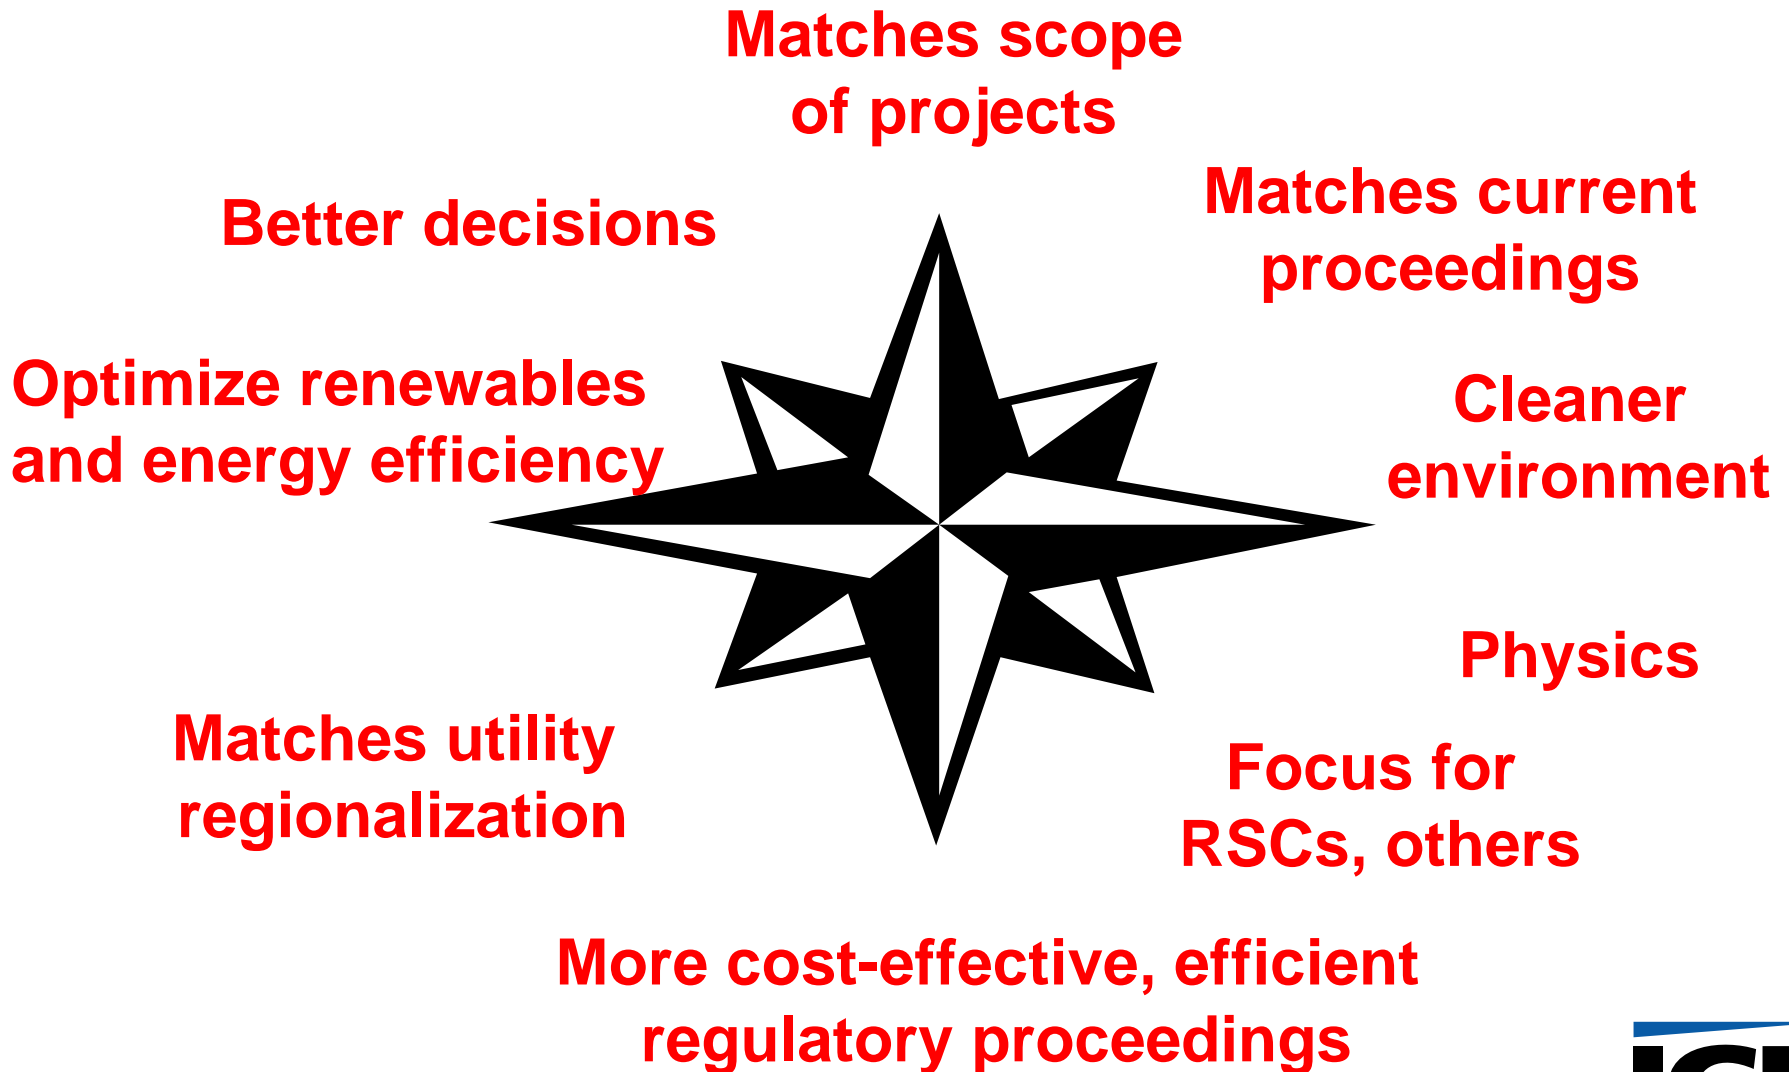 Matches scope
of projects
Better decisions
Matches current
proceedings
Optimize renewables
and energy efficiency
Cleaner
environment
Physics
Matches utility
regionalization
Focus for
RSCs, others
More cost-effective, efficient
regulatory proceedings